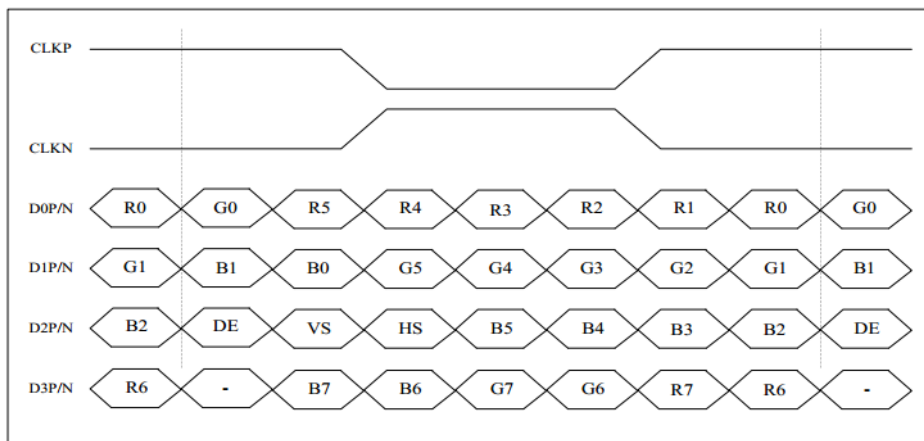 CLKP
CLKN
D0P/N R0 G0 R5 R4 R3 R2 R1 R0 G0
D1P/N G1 B1 B0 G5 G4 G3 G2 G1 B1
D2P/N B2 DE VS HS B5 B4 B3 B2 DE
D3P/N R6 - B7 B6 G7 G6 R7 R6 -